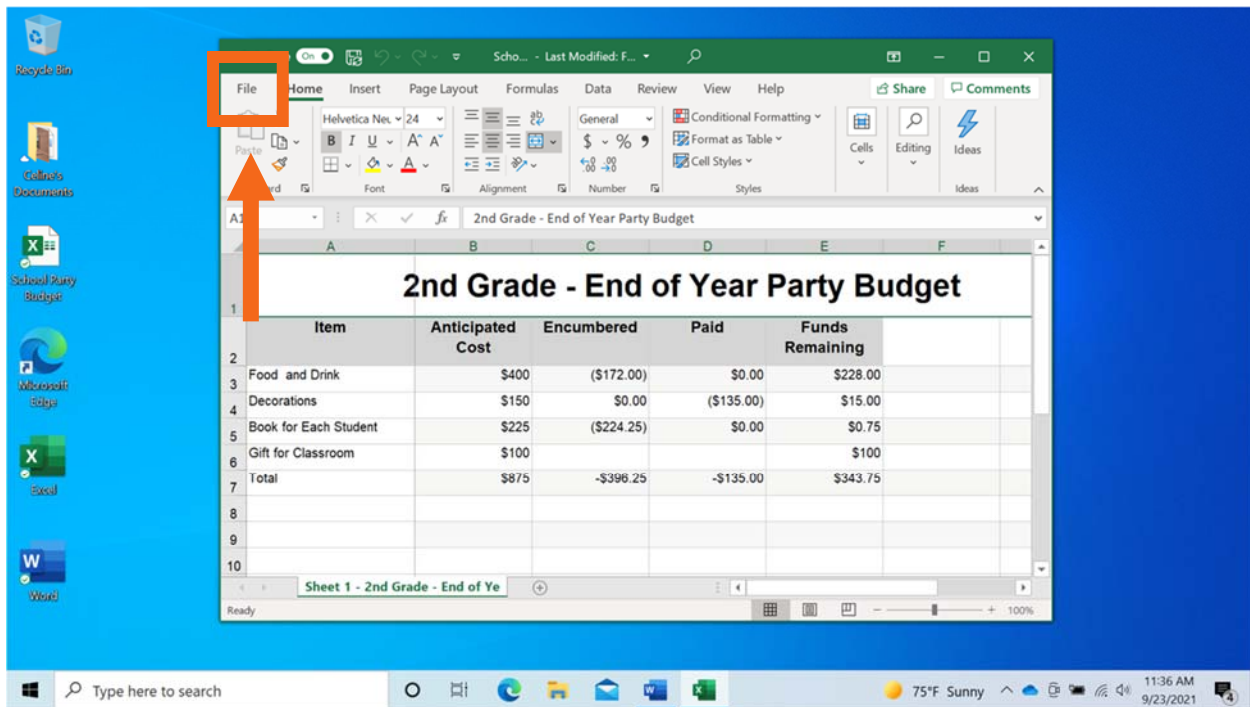 Recycle Bin
Celine's
Documents
School Party
Budget
Microsoft
Edge
Excel
Word
On
Scho... - Last Modified: F...
File Home Insert Page Layout Formulas Data Review View Help Share Comments
Paste
Helvetica Neu 24
B I U A^ A˅
A
ab
General
$ % 9
.00 .00
Conditional Formatting
Format as Table
Cell Styles
Cells Editing Ideas
Font Alignment Number Styles Ideas
fx 2nd Grade - End of Year Party Budget
A B C D E F
1 2nd Grade - End of Year Party Budget
Item Anticipated Encumbered Paid Funds
2 Cost Remaining
3 Food and Drink $400 ($172.00) $0.00 $228.00
4 Decorations $150 $0.00 ($135.00) $15.00
5 Book for Each Student $225 ($224.25) $0.00 $0.75
6 Gift for Classroom $100 $100
7 Total $875 -$396.25 -$135.00 $343.75
8
9
10
Sheet 1 - 2nd Grade - End of Ye
Ready 100%
Type here to search
75°F Sunny
11:36 AM
9/23/2021
4